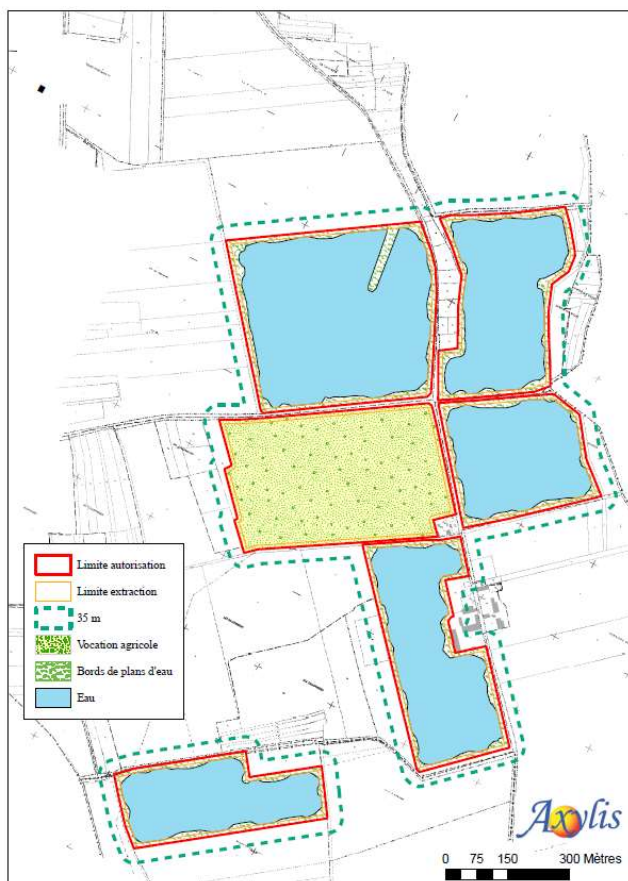 Limite autorisation
Limite extraction
35 m
Vocation agricole
Bords de plans d'eau
Eau
Axylis
0 75 150 300 Mètres